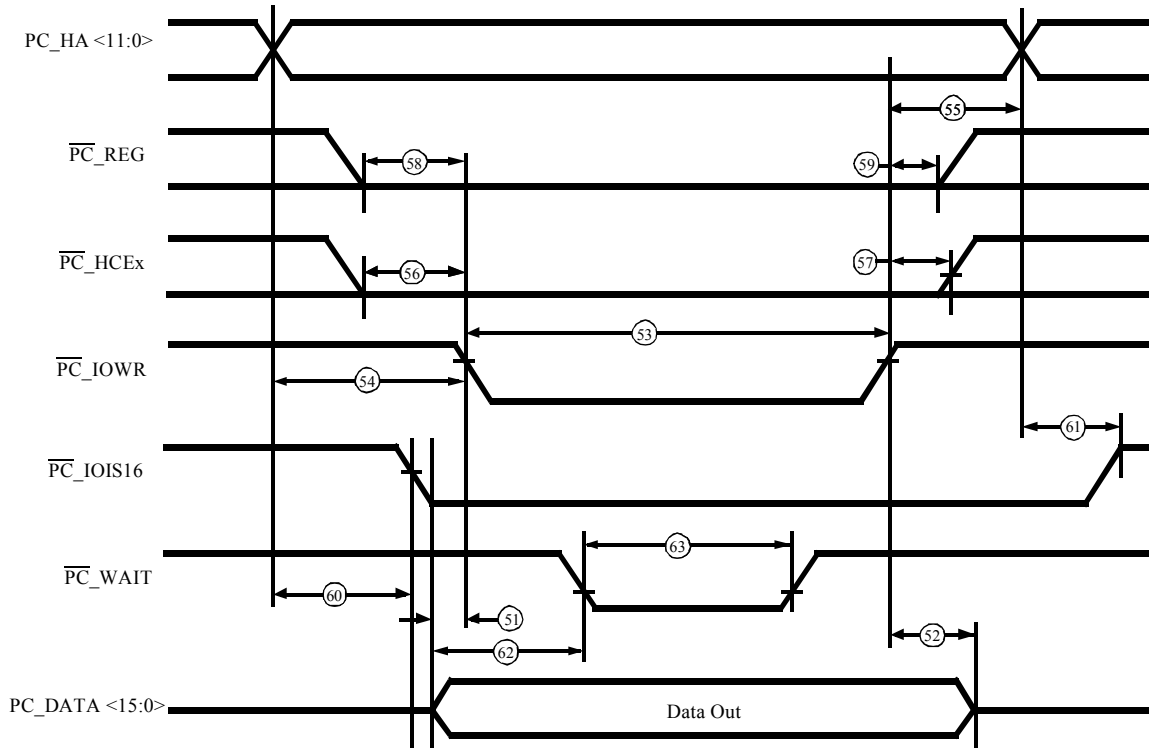 PC_HA <11:0>
55
PC_REG
58
59
PC_HCEx
56
57
53
PC_IOWR
54
61
PC_IOIS16
63
PC_WAIT
60
51
62
52
PC_DATA <15:0>
Data Out